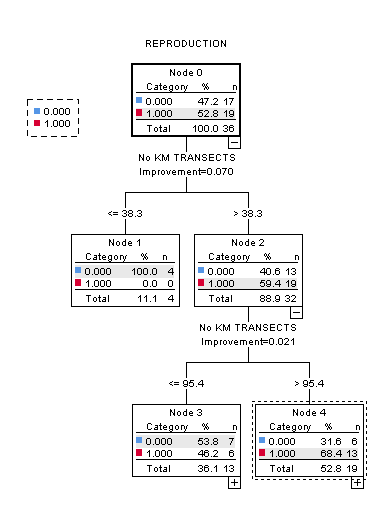 REPRODUCTION
0.000
1.000
Node 0
Category % n
0.000 47.2 17
1.000 52.8 19
Total 100.0 36
No KM TRANSECTS
Improvement=0.070
<= 38.3
> 38.3
Node 1
Category % n
0.000 100.0 4
1.000 0.0 0
Total 11.1 4
Node 2
Category % n
0.000 40.6 13
1.000 59.4 19
Total 88.9 32
No KM TRANSECTS
Improvement=0.021
<= 95.4
> 95.4
Node 3
Category % n
0.000 53.8 7
1.000 46.2 6
Total 36.1 13
Node 4
Category % n
0.000 31.6 6
1.000 68.4 13
Total 52.8 19